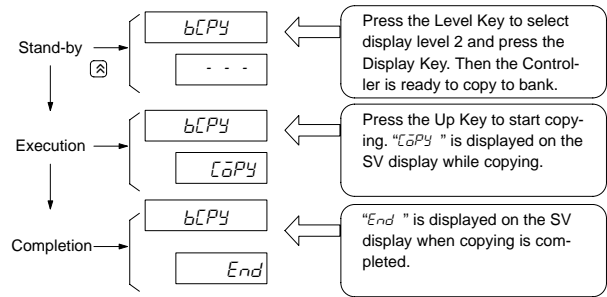 Stand-by
bCPY
- - -
Press the Level Key to select
display level 2 and press the
Display Key. Then the Control-
ler is ready to copy to bank.
Execution
bCPY
CoPY
Press the Up Key to start copy-
ing. “CoPY ” is displayed on the
SV display while copying.
Completion
bCPY
End
“End ” is displayed on the SV
display when copying is com-
pleted.